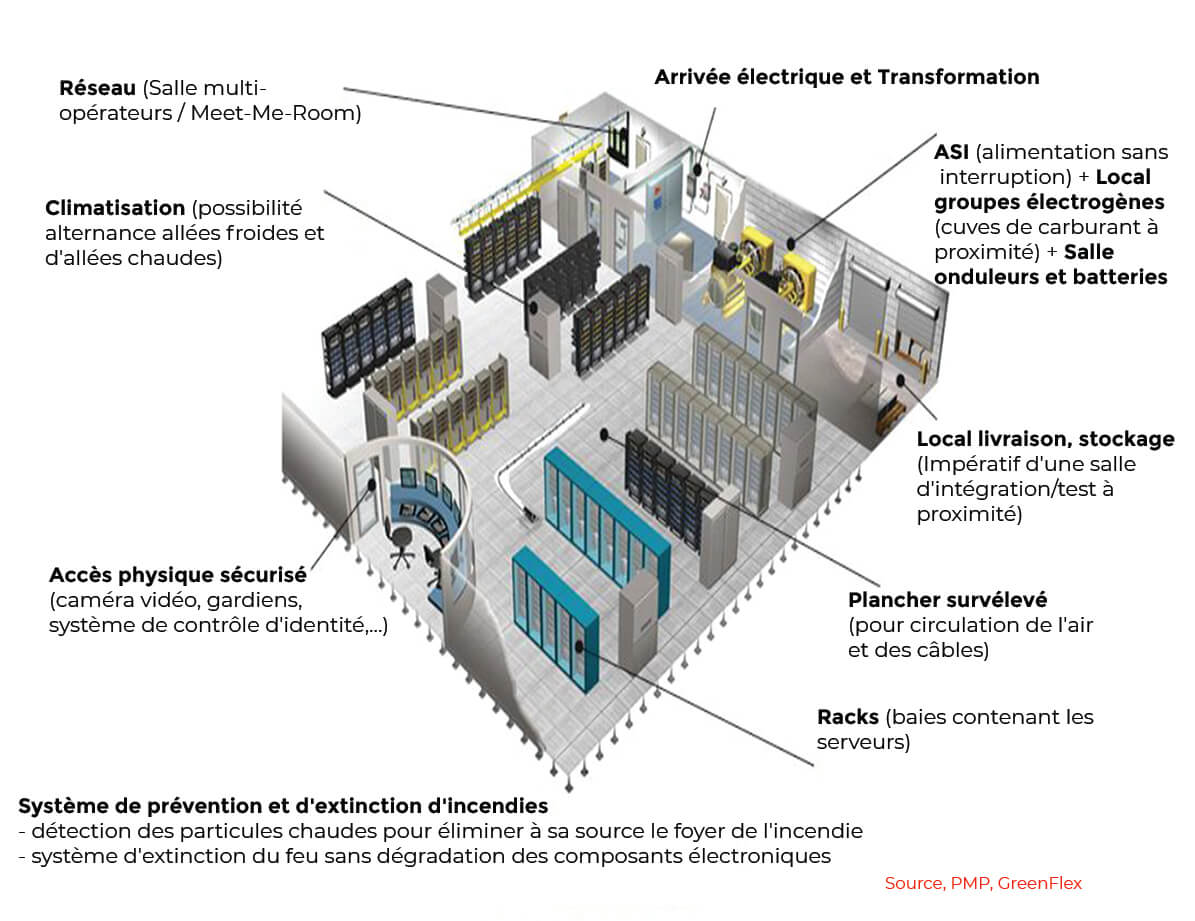 Réseau (Salle multi-
opérateurs / Meet-Me-Room)
Arrivée électrique et Transformation
ASI (alimentation sans
interruption) + Local
groupes électrogènes
(cuves de carburant à
proximité) + Salle
onduleurs et batteries
Climatisation (possibilité
alternance allées froides et
d'allées chaudes)
Local livraison, stockage
(Impératif d'une salle
d'intégration/test à
proximité)
Accès physique sécurisé
(caméra vidéo, gardiens,
système de contrôle d'identité,...)
Plancher survélevé
(pour circulation de l'air
et des câbles)
Racks (baies contenant les
serveurs)
Système de prévention et d'extinction d'incendies
- détection des particules chaudes pour éliminer à sa source le foyer de l'incendie
- système d'extinction du feu sans dégradation des composants électroniques
Source, PMP, GreenFlex